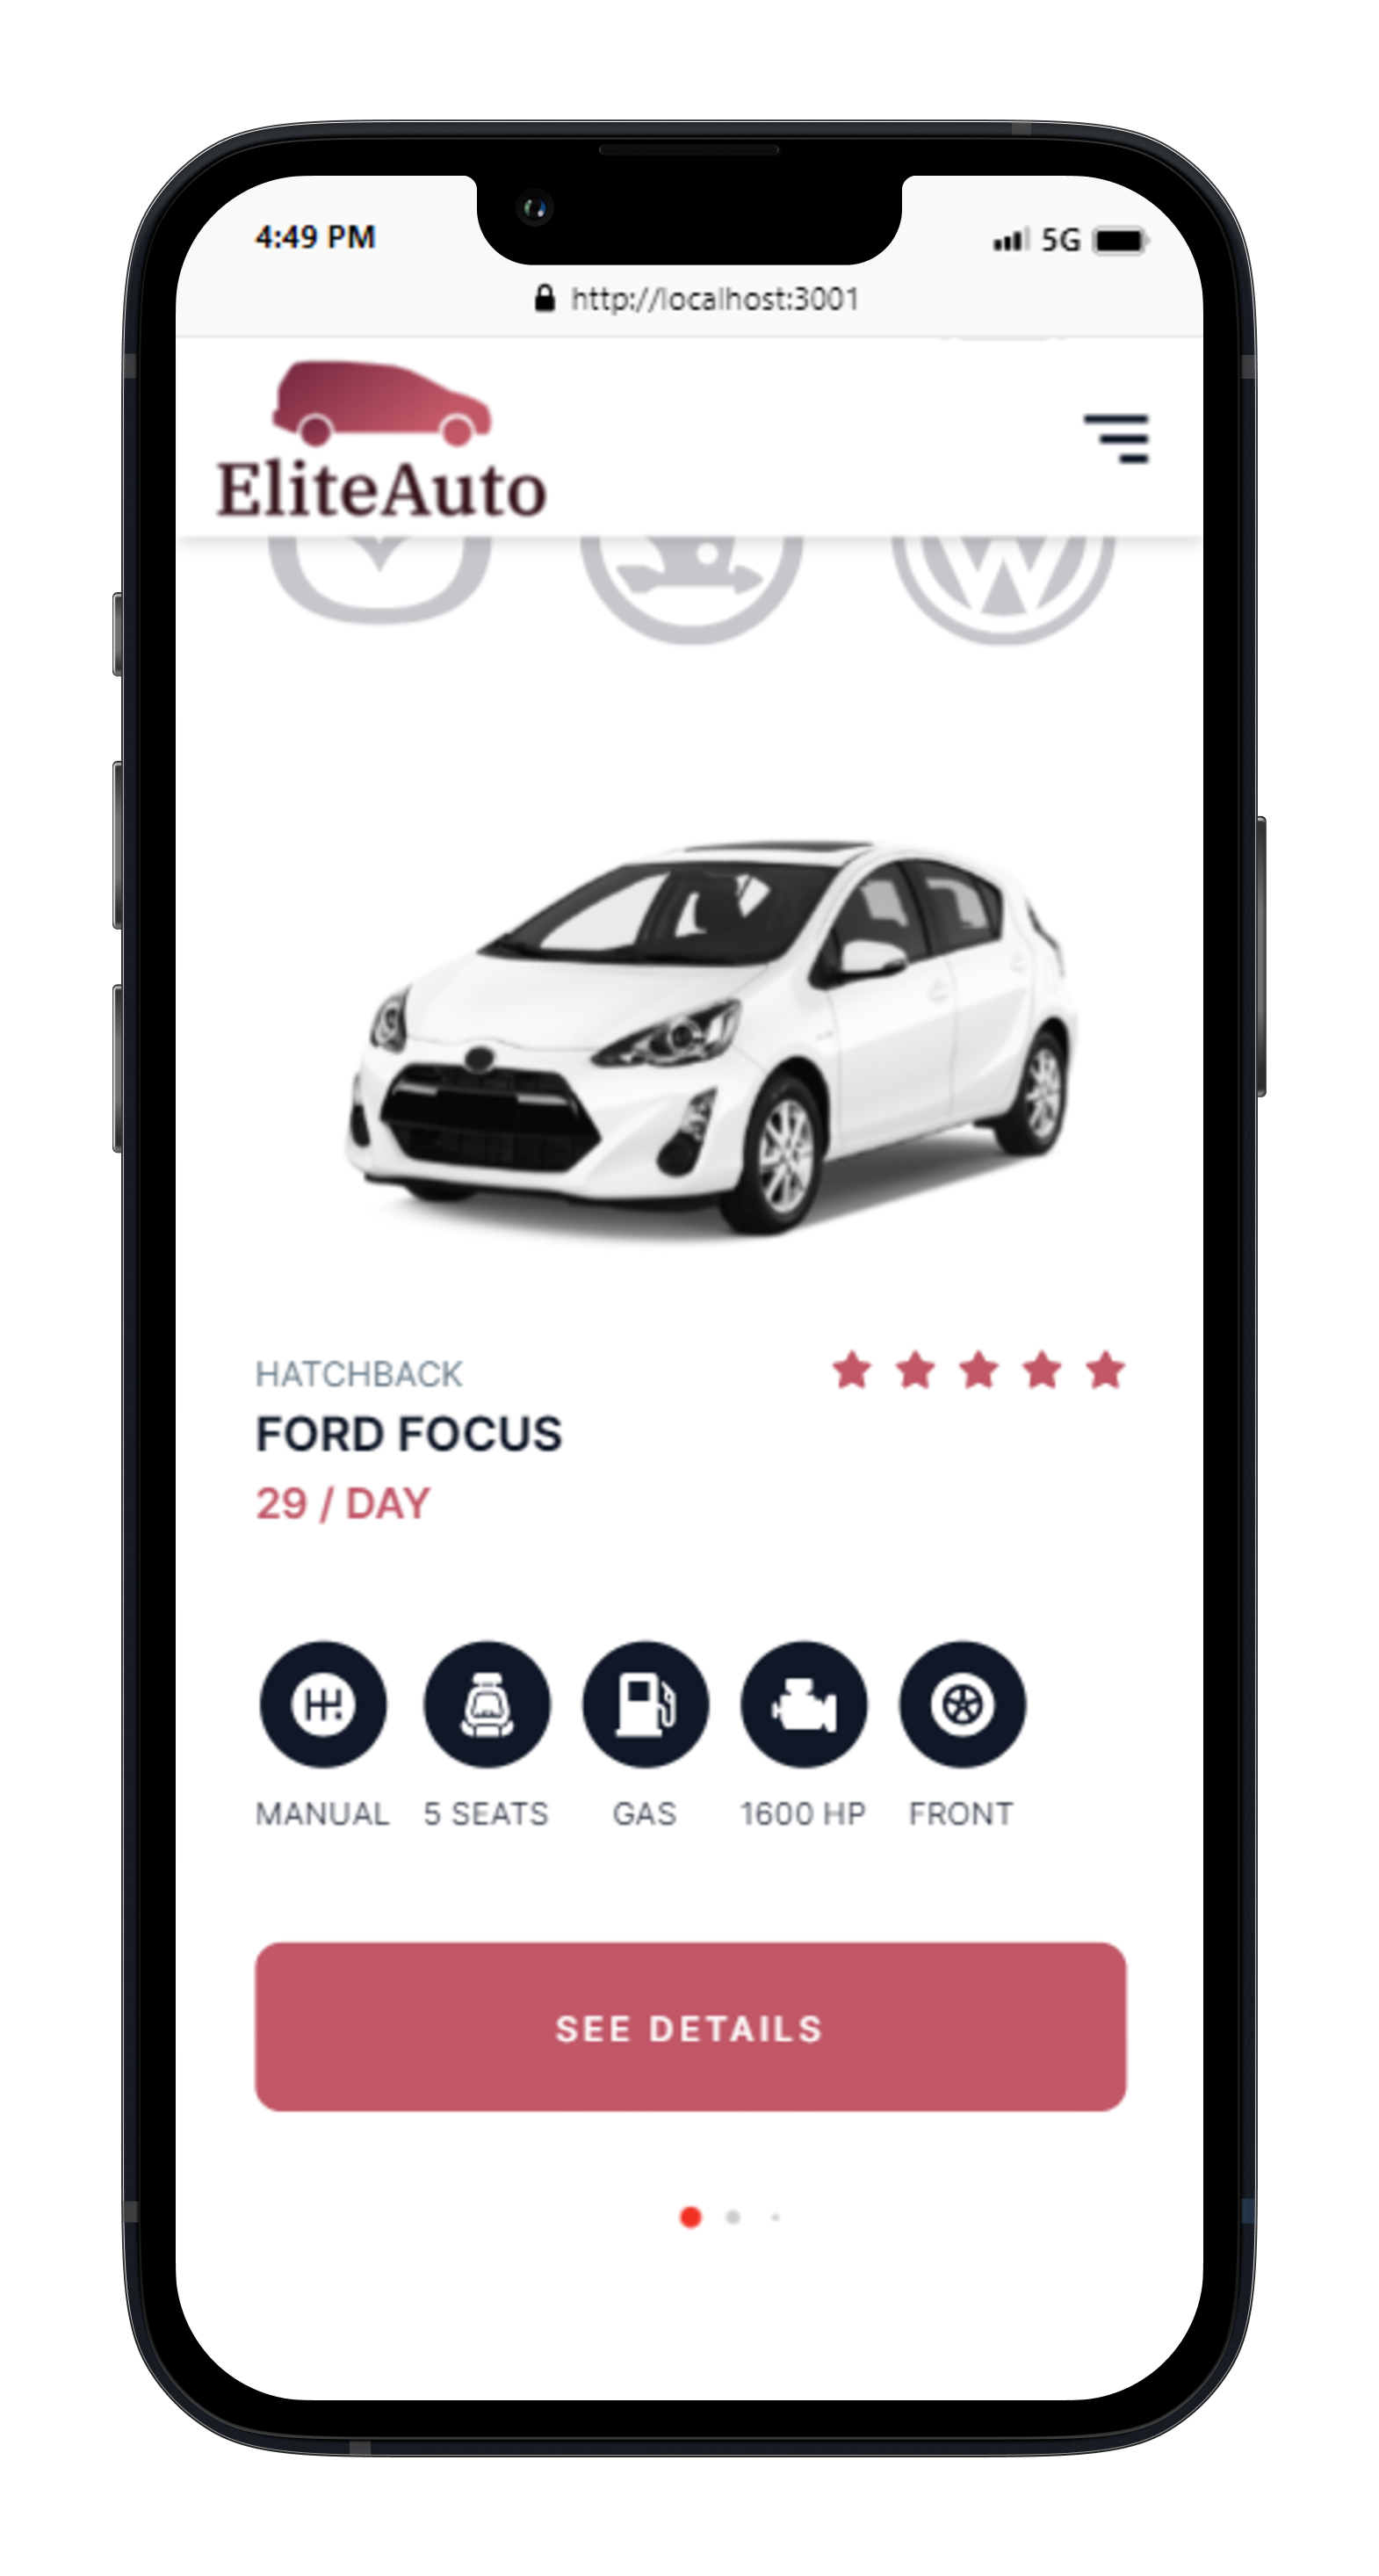 4:49 PM
5G
http://localhost:3001
EliteAuto
HATCHBACK
FORD FOCUS
29 / DAY
MANUAL
5 SEATS
GAS
1600 HP
FRONT
SEE DETAILS